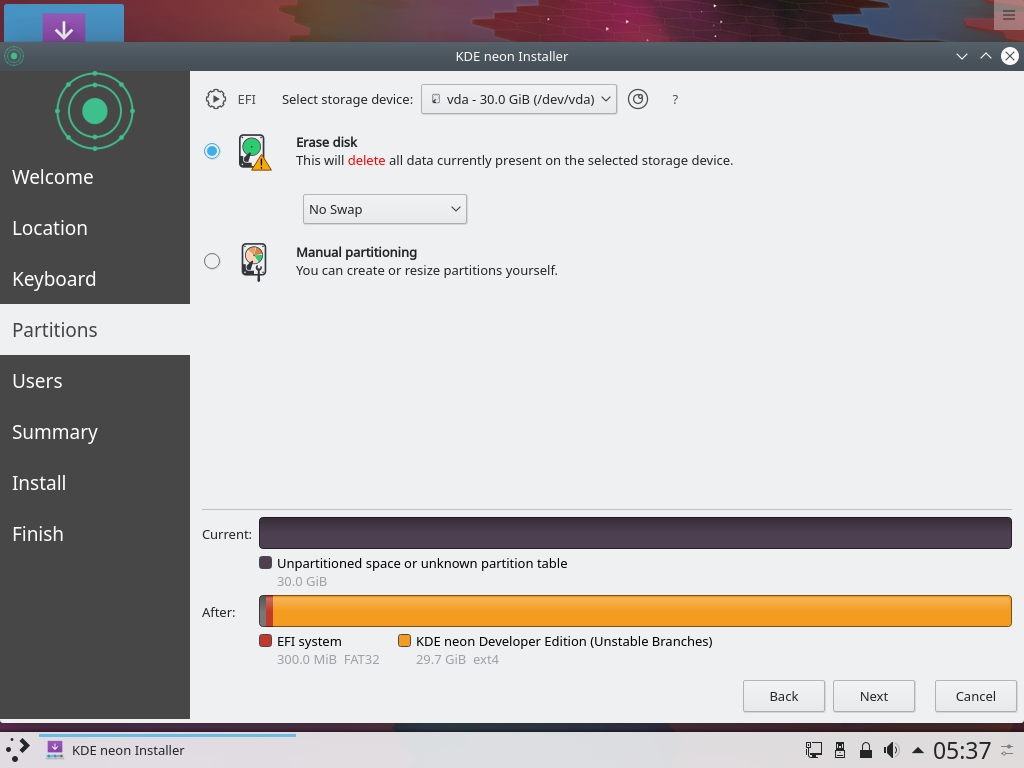 KDE neon Installer
Welcome
Location
Keyboard
Partitions
Users
Summary
Install
Finish
EFI
Select storage device:
vda - 30.0 GiB (/dev/vda)
?
Erase disk
This will delete all data currently present on the selected storage device.
No Swap
Manual partitioning
You can create or resize partitions yourself.
Current:
Unpartitioned space or unknown partition table
30.0 GiB
After:
EFI system
300.0 MiB  FAT32
KDE neon Developer Edition (Unstable Branches)
29.7 GiB  ext4
Back
Next
Cancel
KDE neon Installer
05:37